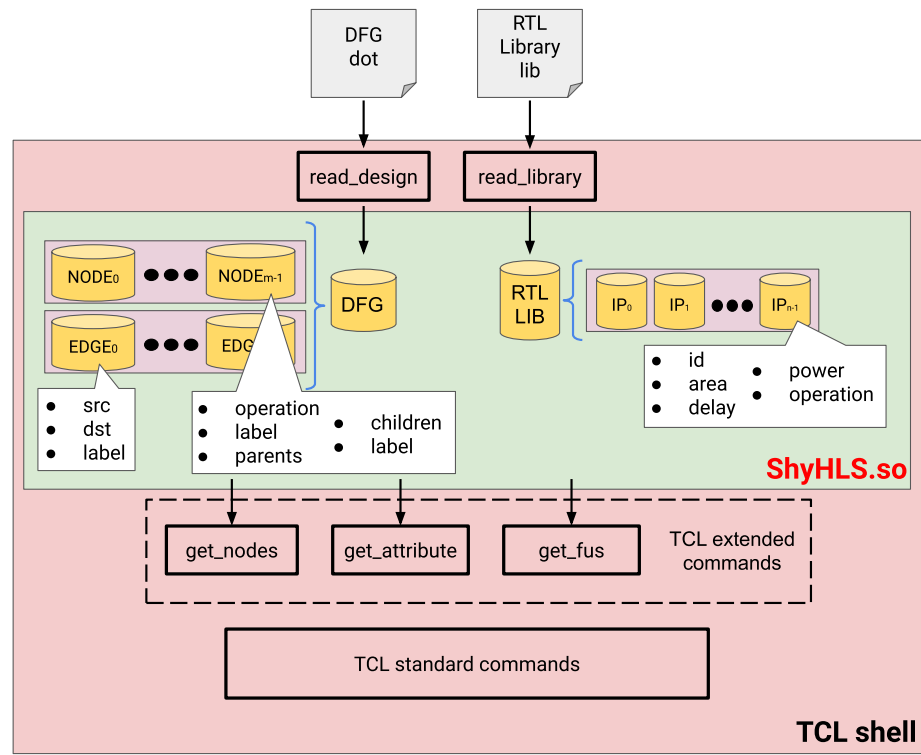 DFG
dot
RTL
Library
lib
read_design
read_library
NODE0
NODEm-1
DFG
RTL
LIB
IP0
IP1
IPn-1
EDGE0
EDG
• src
• dst
• label
• operation
• label
• parents
• children
• label
• id
• area
• delay
• power
• operation
ShyHLS.so
get_nodes
get_attribute
get_fus
TCL extended
commands
TCL standard commands
TCL shell